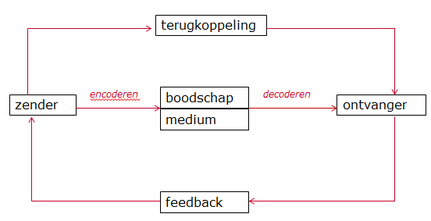 terugkoppeling
encoderen
boodschap
decoderen
zender
ontvanger
medium
feedback